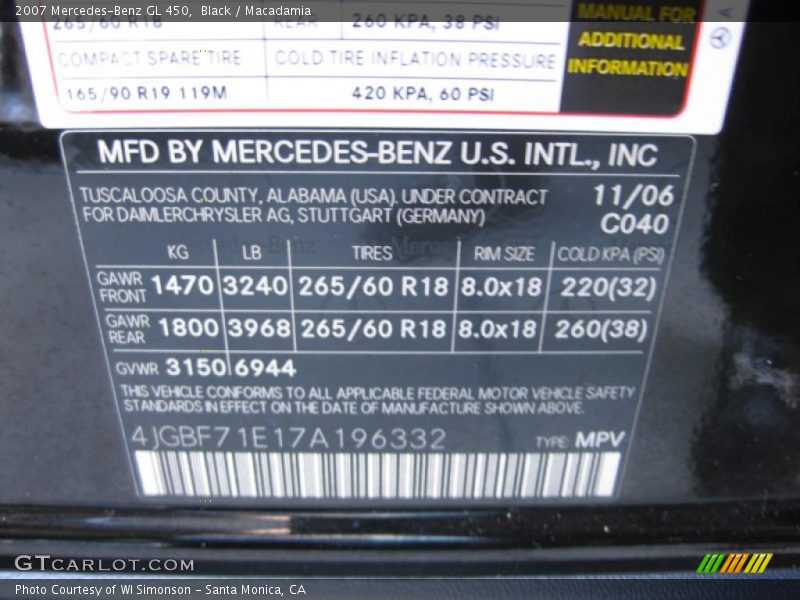 2007 Mercedes-Benz GL 450, Black / Macadamia
265/60 R18 REAR 260 KPA, 38 PSI
MANUAL FOR
ADDITIONAL
INFORMATION
COMPACT SPARE TIRE COLD TIRE INFLATION PRESSURE
165/90 R19 119M 420 KPA, 60 PSI
MFD BY MERCEDES-BENZ U.S. INTL., INC
TUSCALOOSA COUNTY, ALABAMA (USA). UNDER CONTRACT 11/06
FOR DAIMLERCHRYSLER AG, STUTTGART (GERMANY) C040
KG LB TIRES RIM SIZE COLD KPA (PSI)
GAWR FRONT 1470 3240 265/60 R18 8.0x18 220(32)
GAWR REAR 1800 3968 265/60 R18 8.0x18 260(38)
GVWR 3150 6944
THIS VEHICLE CONFORMS TO ALL APPLICABLE FEDERAL MOTOR VEHICLE SAFETY
STANDARDS IN EFFECT ON THE DATE OF MANUFACTURE SHOWN ABOVE.
4JGBF71E17A196332 TYPE: MPV
GTCARLOT.COM
Photo Courtesy of WI Simonson - Santa Monica, CA